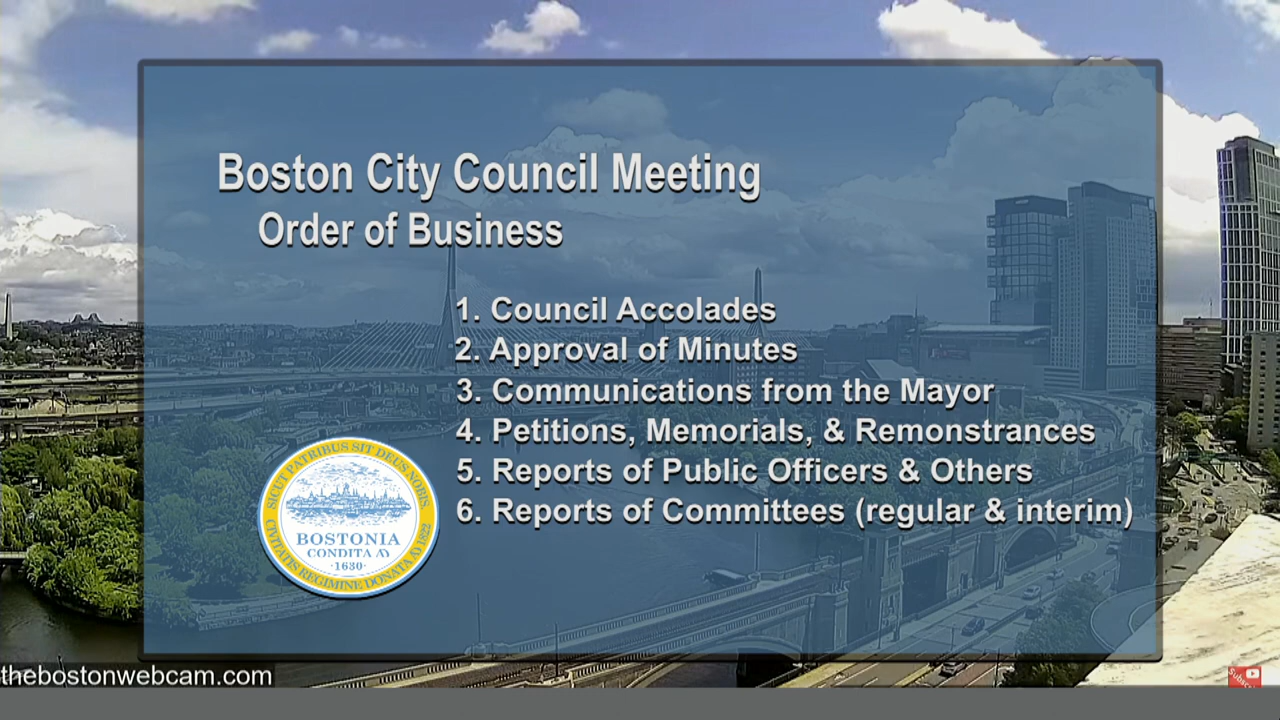 Boston City Council Meeting
Order of Business
1. Council Accolades
2. Approval of Minutes
3. Communications from the Mayor
4. Petitions, Memorials, & Remonstrances
5. Reports of Public Officers & Others
6. Reports of Committees (regular & interim)
SICUT PATRIBUS SIT DEUS NOBIS
BOSTONIA
CONDITA AD
·1630·
CIVITATIS REGIMINE DONATA AD 1822
thebostonwebcam.com